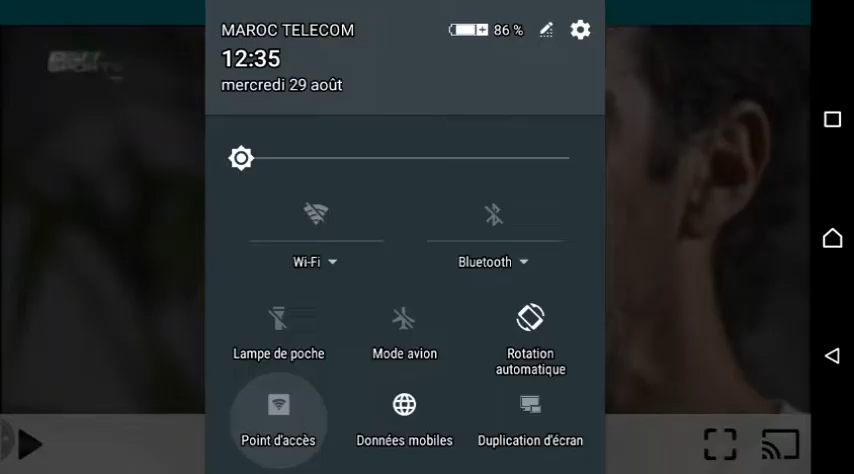 MAROC TELECOM
86 %
12:35
mercredi 29 août
Wi-Fi
Bluetooth
Lampe de poche
Mode avion
Rotation
automatique
Point d'accès
Données mobiles
Duplication d'écran